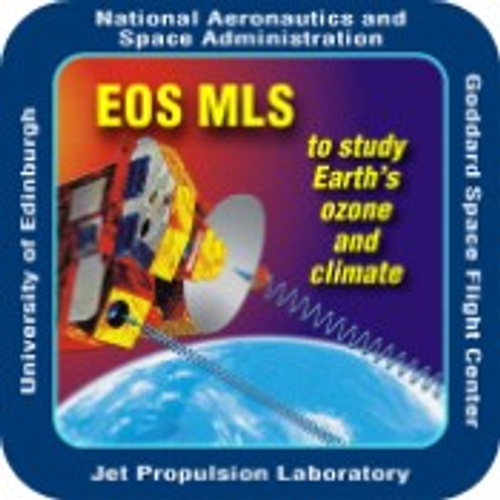 National Aeronautics and
Space Administration
EOS MLS
to study
Earth's
ozone
and
climate
University of Edinburgh
Goddard Space Flight Center
Jet Propulsion Laboratory